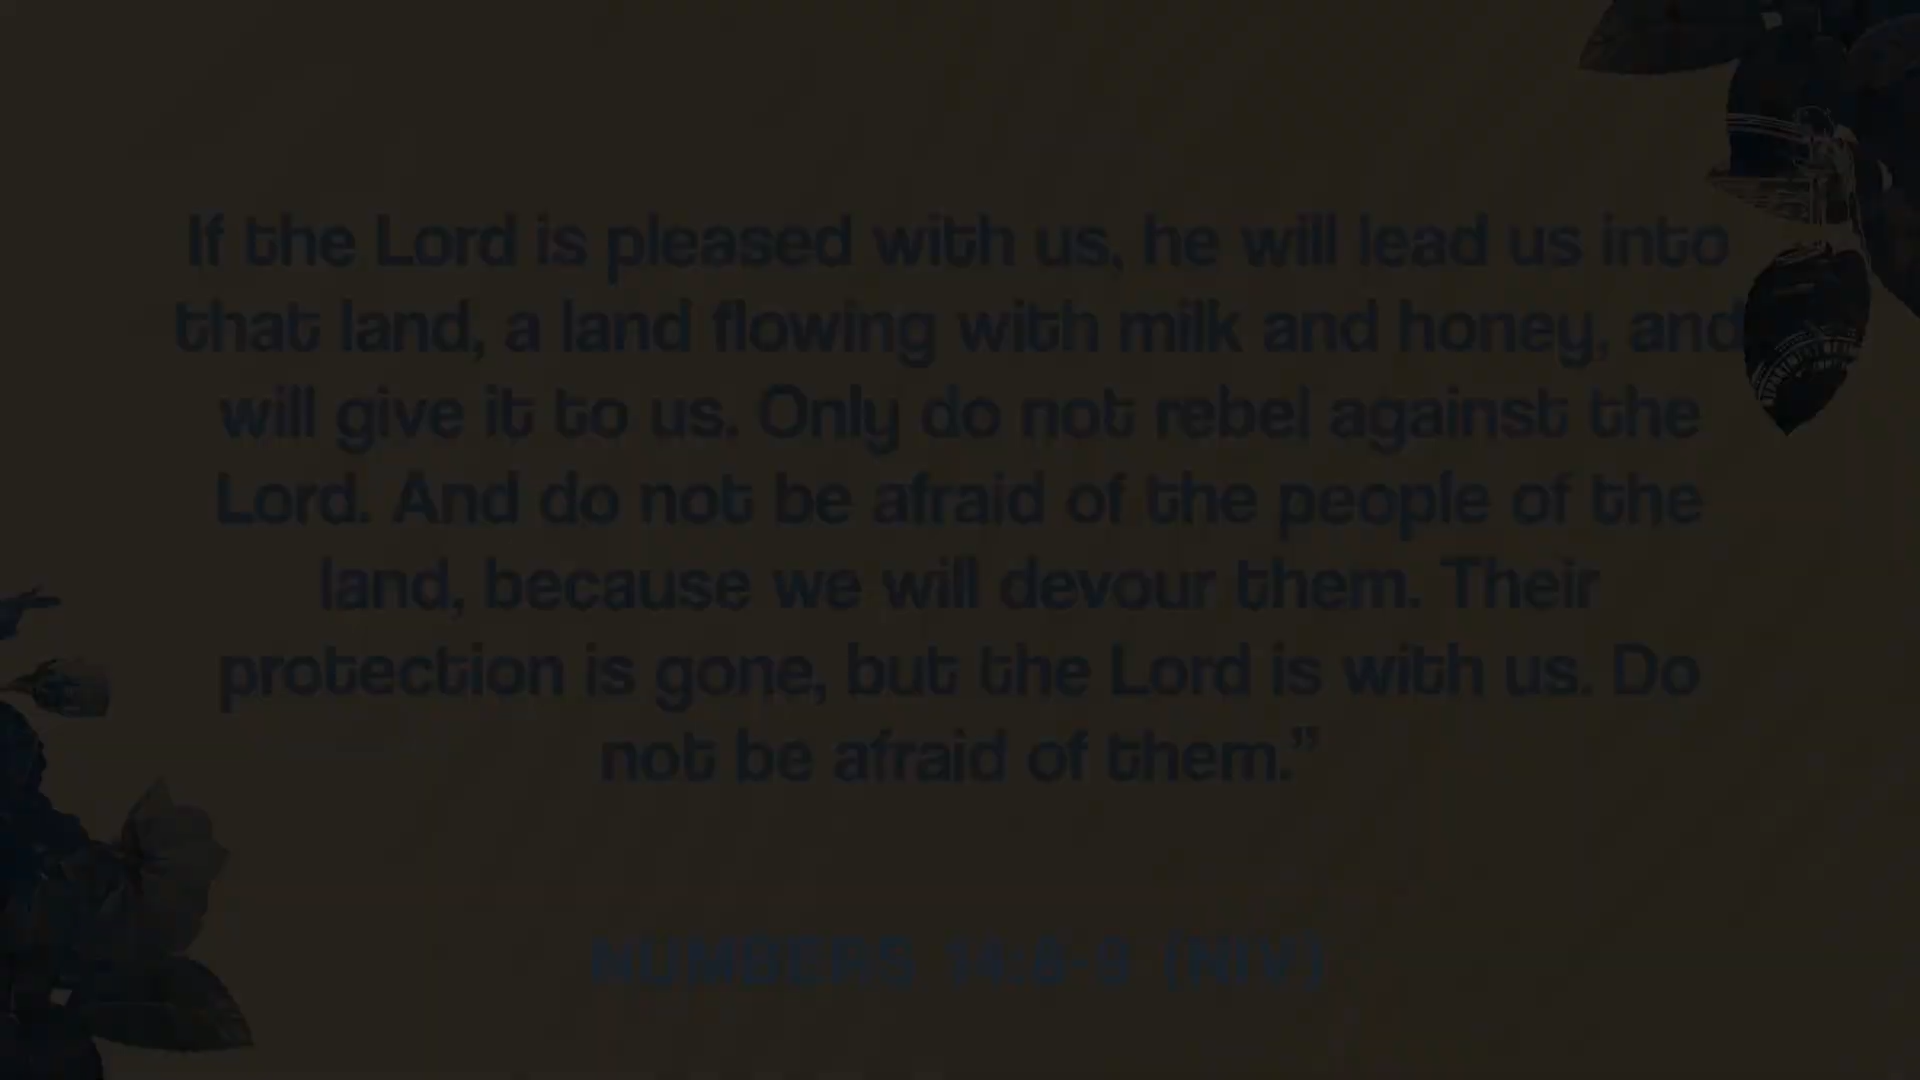 If the Lord is pleased with us, he will lead us into
that land, a land flowing with milk and honey, and
will give it to us. Only do not rebel against the
Lord. And do not be afraid of the people of the
land, because we will devour them. Their
protection is gone, but the Lord is with us. Do
not be afraid of them.”
NUMBERS 14:8-9 (NIV)